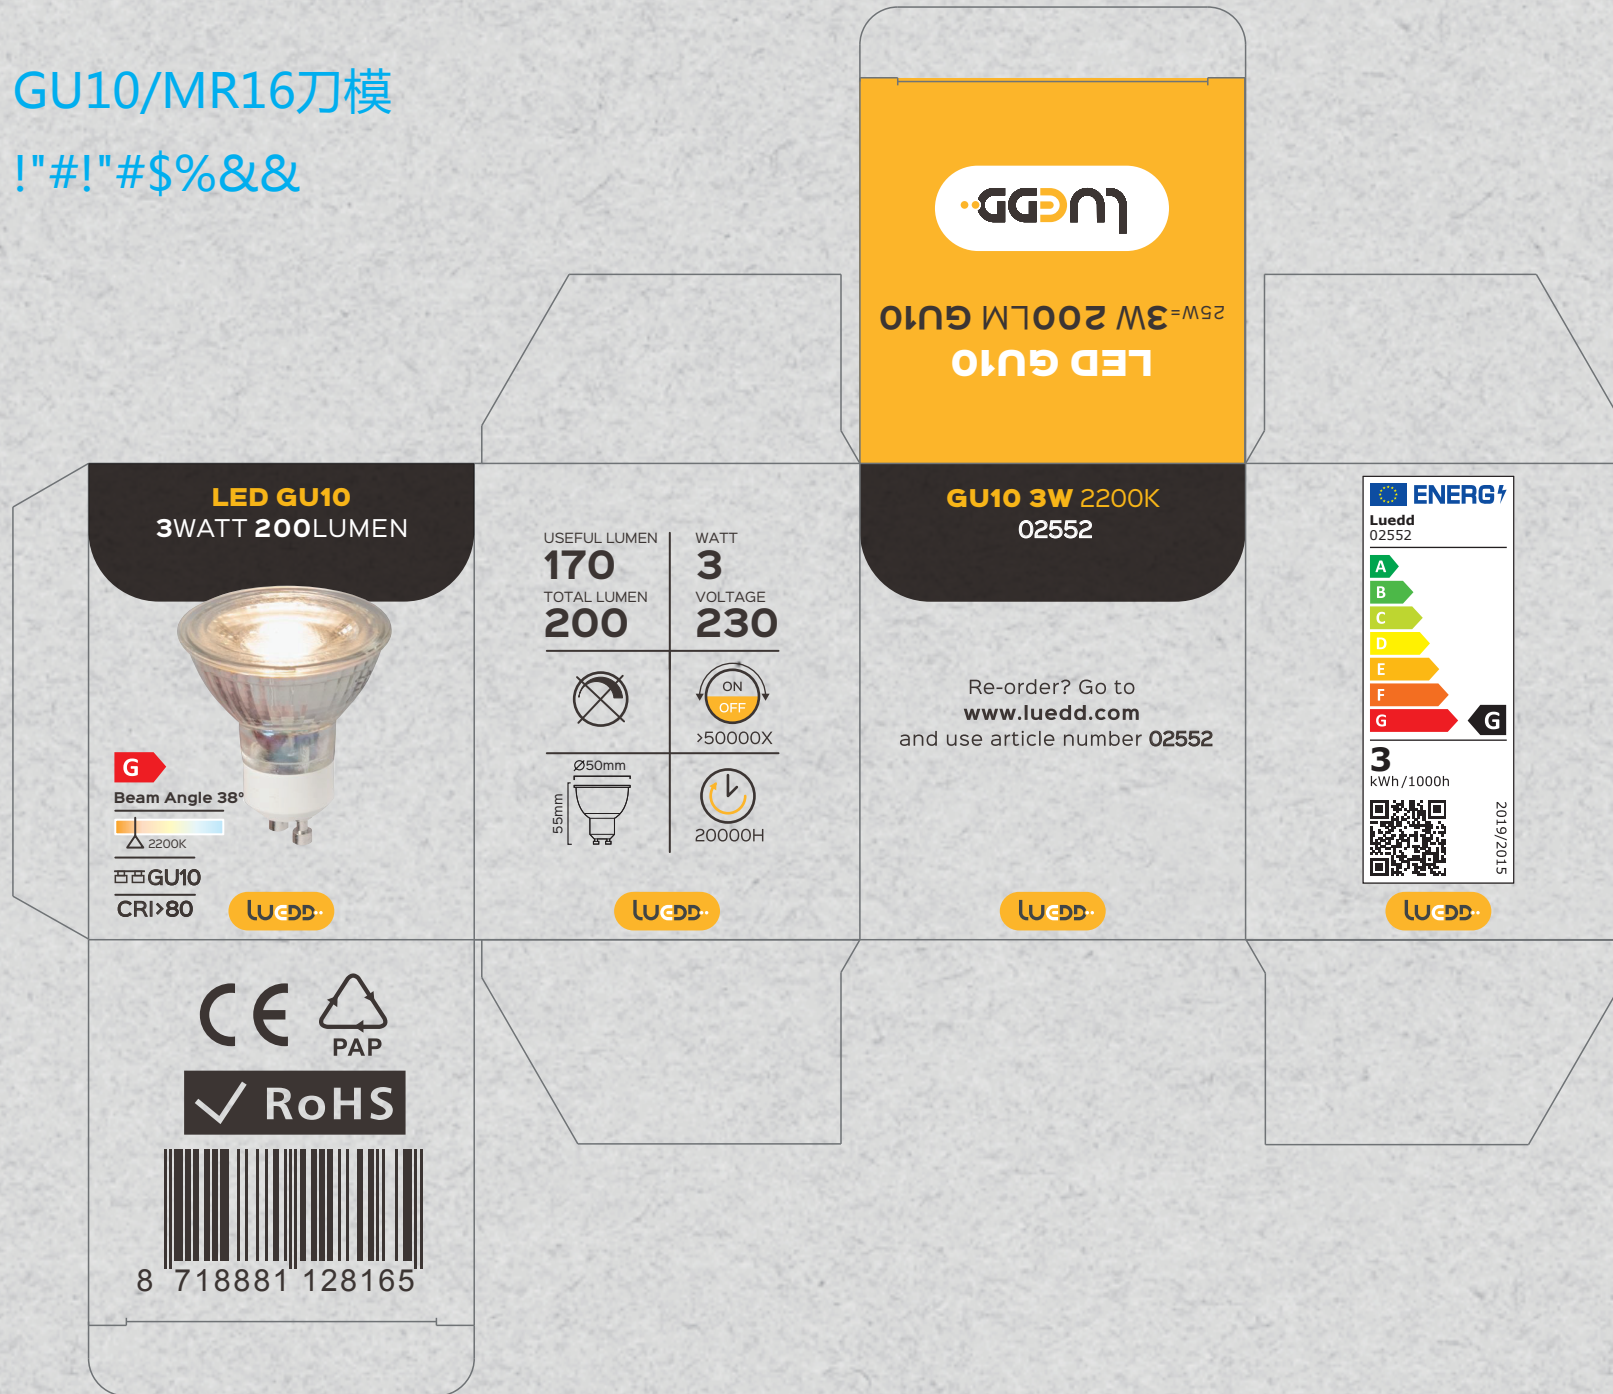 GU10/MR16刀模
!"#!"#$%&&
LUEDD
25W=3W 200LM GU10
LED GU10
LED GU10
3WATT 200LUMEN
G
Beam Angle 38°
2200K
GU10
CRI>80
LUEDD
USEFUL LUMEN
170
TOTAL LUMEN
200
WATT
3
VOLTAGE
230
ON
OFF
>50000X
Ø50mm
55mm
20000H
LUEDD
GU10 3W 2200K
02552
Re-order? Go to
www.luedd.com
and use article number 02552
LUEDD
ENERG
Luedd
02552
A
B
C
D
E
F
G
G
3
kWh/1000h
2019/2015
LUEDD
CE
PAP
RoHS
8 718881 128165